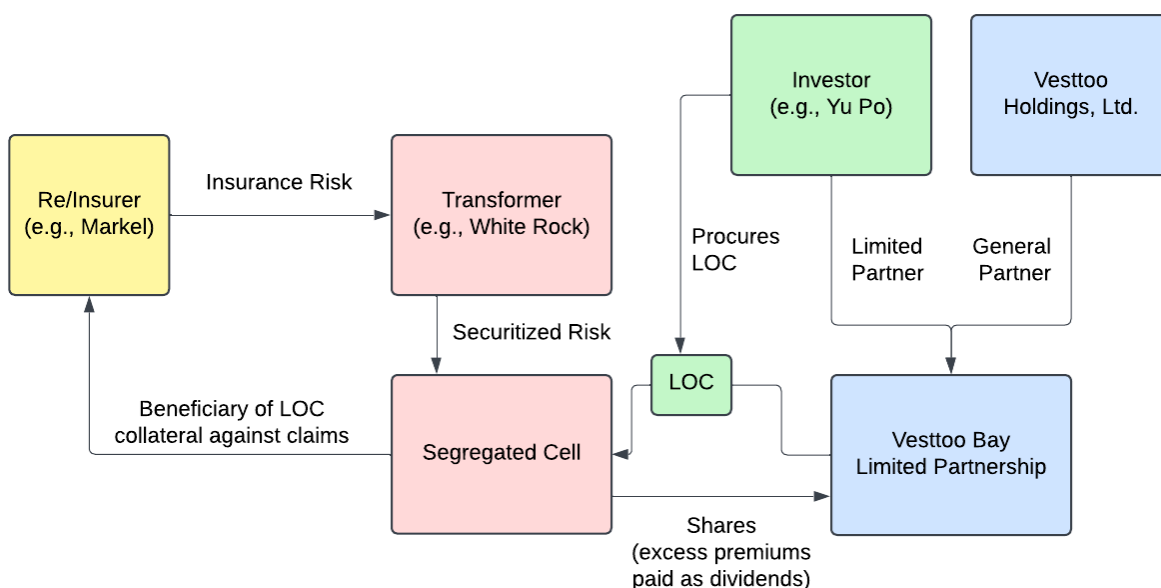 Investor
(e.g., Yu Po)
Vesttoo
Holdings, Ltd.
Re/Insurer
(e.g., Markel)
Insurance Risk
Transformer
(e.g., White Rock)
Procures
LOC
Limited
Partner
General
Partner
Securitized Risk
LOC
Beneficiary of LOC
collateral against claims
Segregated Cell
Vesttoo Bay
Limited Partnership
Shares
(excess premiums
paid as dividends)